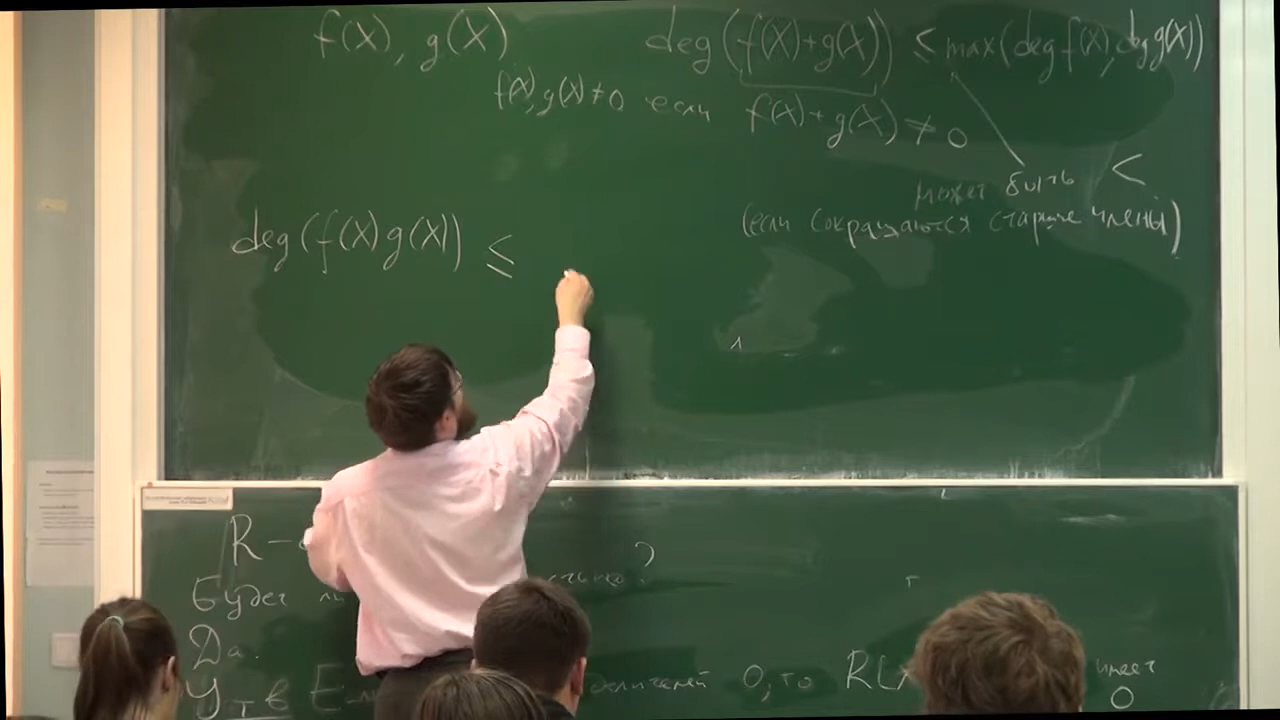 f(X), g(X)
deg(f(X)+g(X)) ≤ max(deg f(X), deg g(X))
f(X), g(X) ≠ 0 если f(X)+g(X) ≠ 0
может быть <
(если сокращаются старшие члены)
deg(f(X)g(X)) ≤
R –
?
Будет
Да.
Утв Е делителей 0, то R[X имеет
0